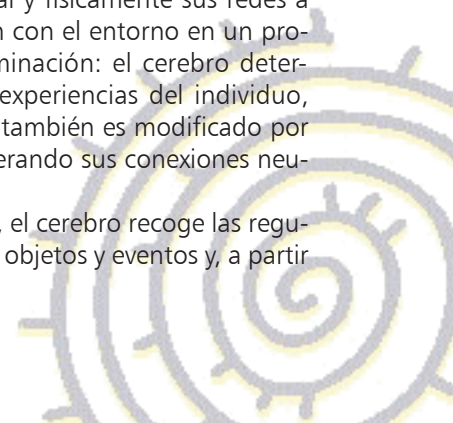 y físicamente sus redes a
con el entorno en un pro-
minación: el cerebro deter-
experiencias del individuo,
también es modificado por
erando sus conexiones neu-
, el cerebro recoge las regu-
objetos y eventos y, a partir